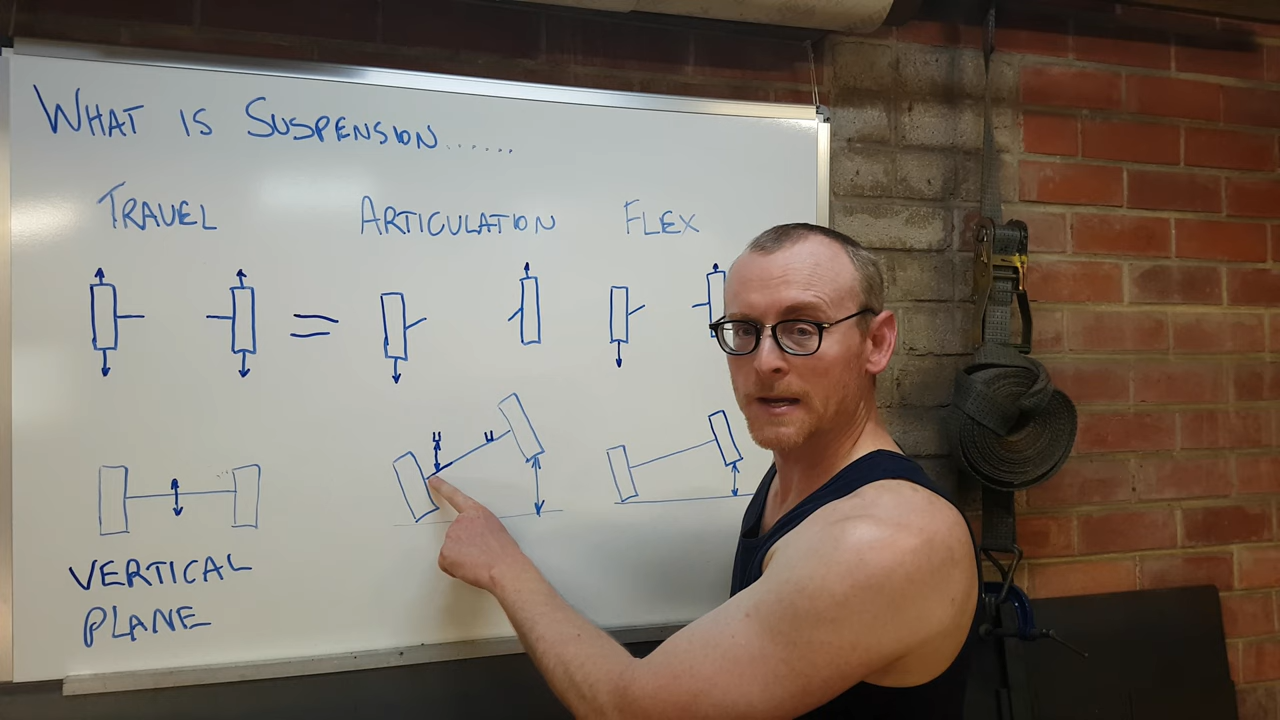 WHAT IS SUSPENSION......
TRAVEL ARTICULATION FLEX
=
VERTICAL
PLANE